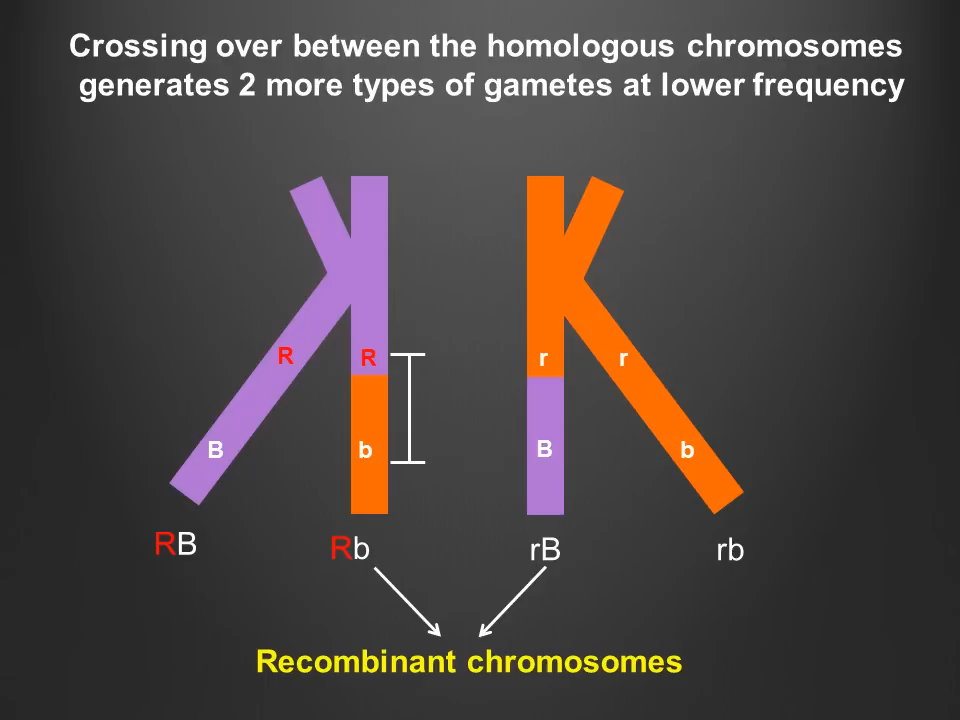 Crossing over between the homologous chromosomes
generates 2 more types of gametes at lower frequency
R R r r
B b B b
RB Rb rB rb
Recombinant chromosomes